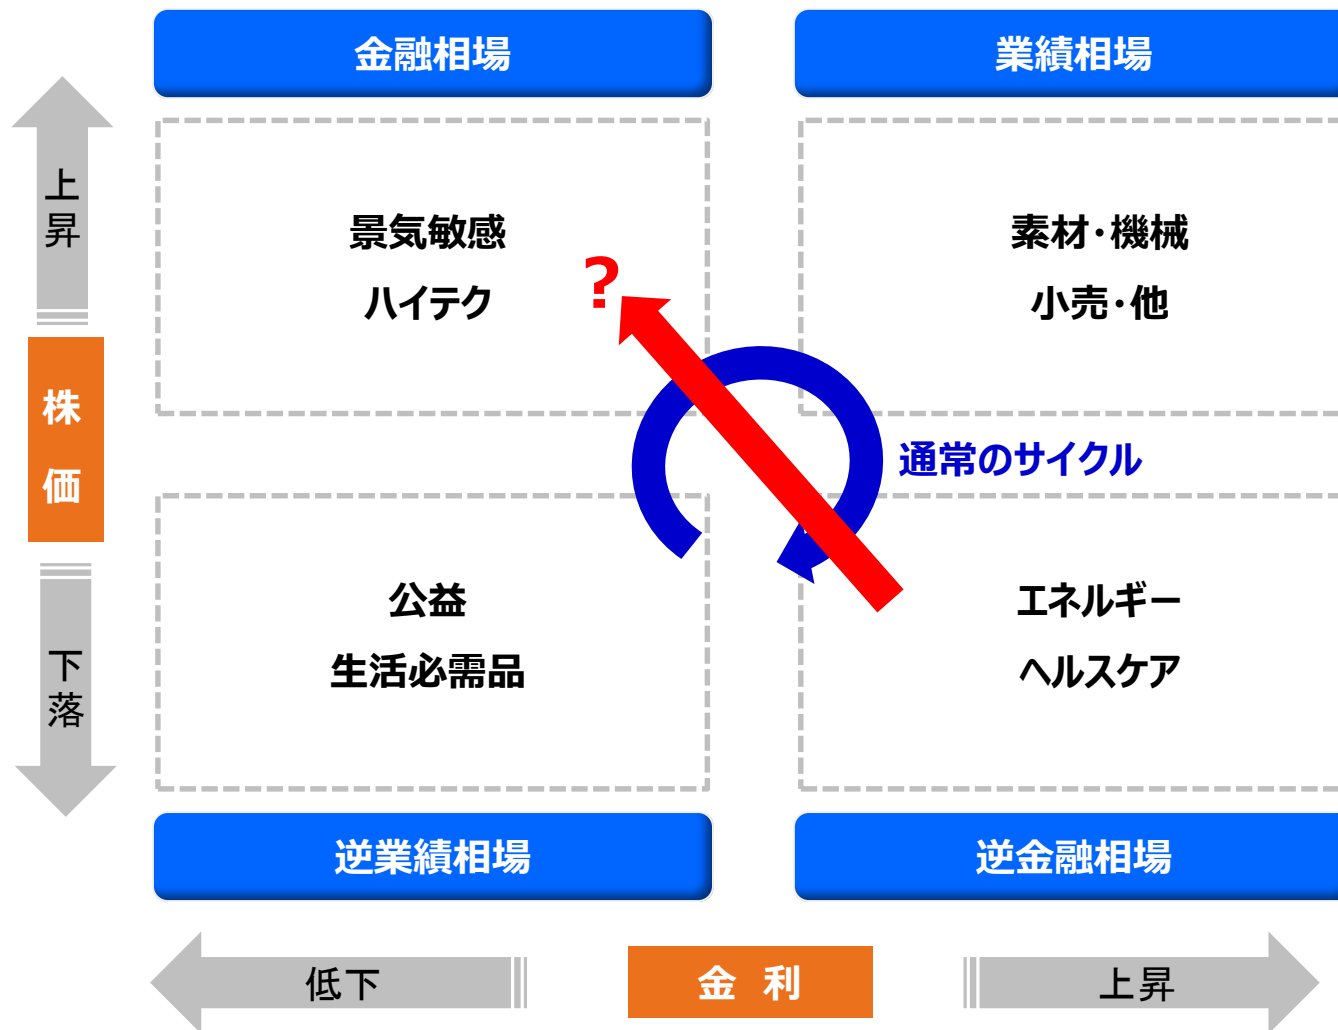 金融相場
業績相場
上昇
景気敏感
ハイテク
?
素材・機械
小売・他
株価
通常のサイクル
下落
公益
生活必需品
エネルギー
ヘルスケア
逆業績相場
逆金融相場
低下
金利
上昇